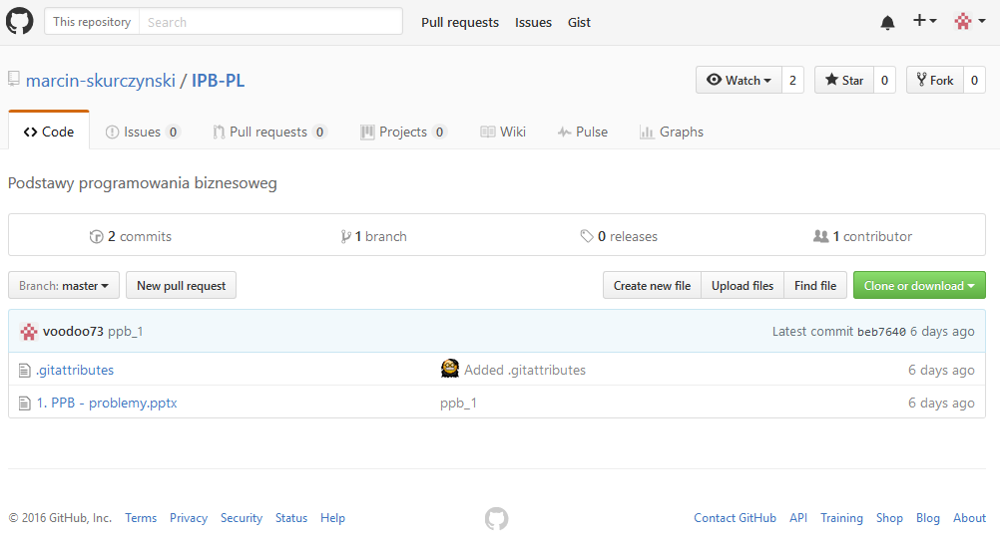 This repository Search Pull requests Issues Gist
marcin-skurczynski / IPB-PL Watch 2 Star 0 Fork 0
Code Issues 0 Pull requests 0 Projects 0 Wiki Pulse Graphs
Podstawy programowania biznesoweg
2 commits 1 branch 0 releases 1 contributor
Branch: master New pull request Create new file Upload files Find file Clone or download
voodoo73 ppb_1 Latest commit beb7640 6 days ago
.gitattributes Added .gitattributes 6 days ago
1. PPB - problemy.pptx ppb_1 6 days ago
© 2016 GitHub, Inc. Terms Privacy Security Status Help Contact GitHub API Training Shop Blog About